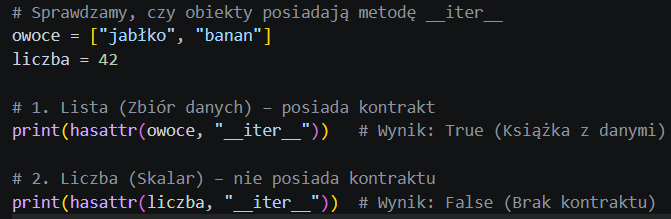 # Sprawdzamy, czy obiekty posiadają metodę __iter__
owoce = ["jabłko", "banan"]
liczba = 42
# 1. Lista (Zbiór danych) – posiada kontrakt
print(hasattr(owoce, "__iter__"))   # Wynik: True (Książka z danymi)
# 2. Liczba (Skalar) – nie posiada kontraktu
print(hasattr(liczba, "__iter__"))  # Wynik: False (Brak kontraktu)